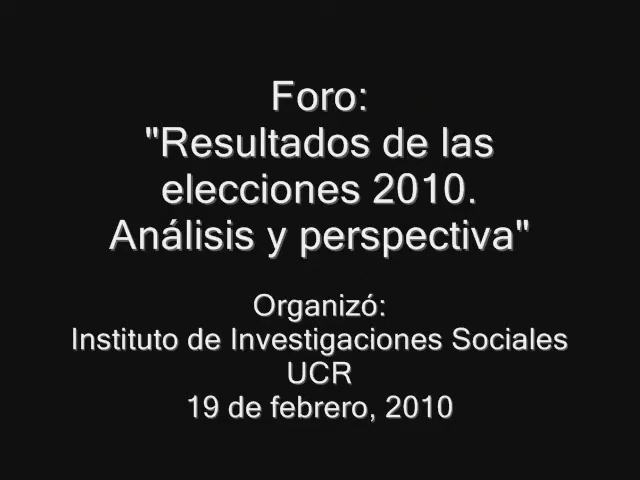 Foro:
"Resultados de las
elecciones 2010.
Análisis y perspectiva"
Organizó:
Instituto de Investigaciones Sociales
UCR
19 de febrero, 2010